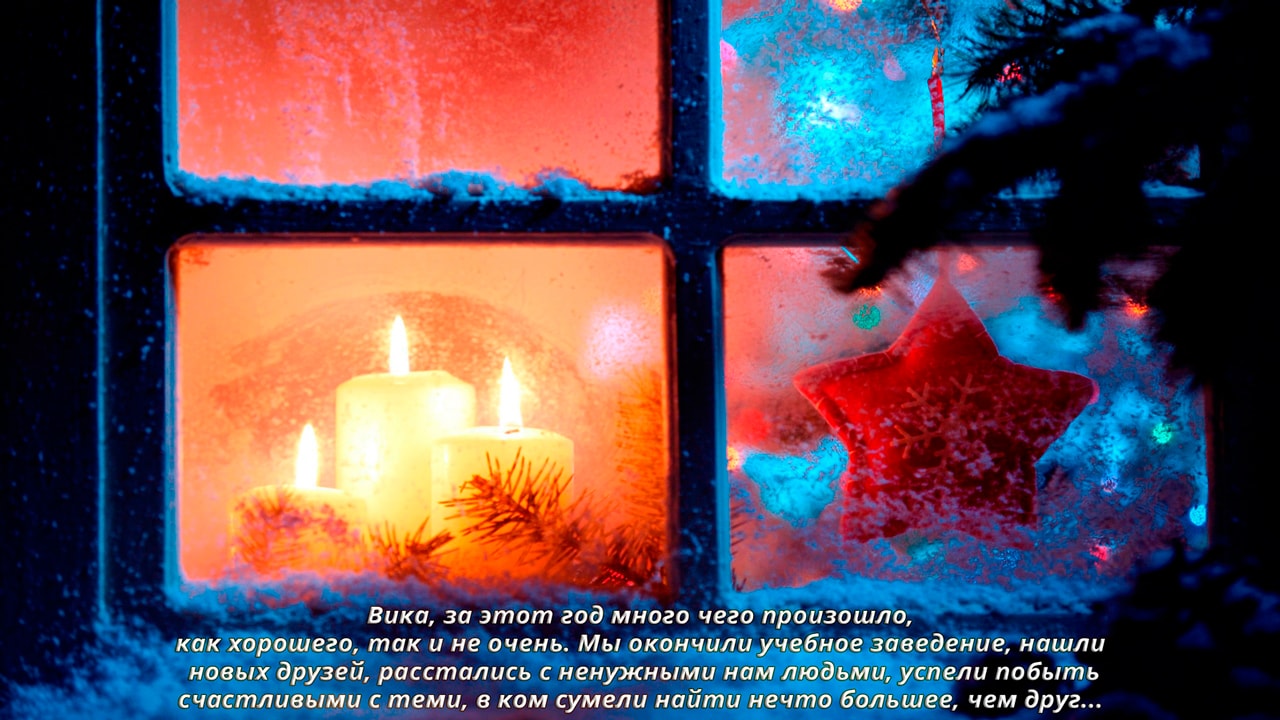 Вика, за этот год много чего произошло,
как хорошего, так и не очень. Мы окончили учебное заведение, нашли
новых друзей, расстались с ненужными нам людьми, успели побыть
счастливыми с теми, в ком сумели найти нечто большее, чем друг...